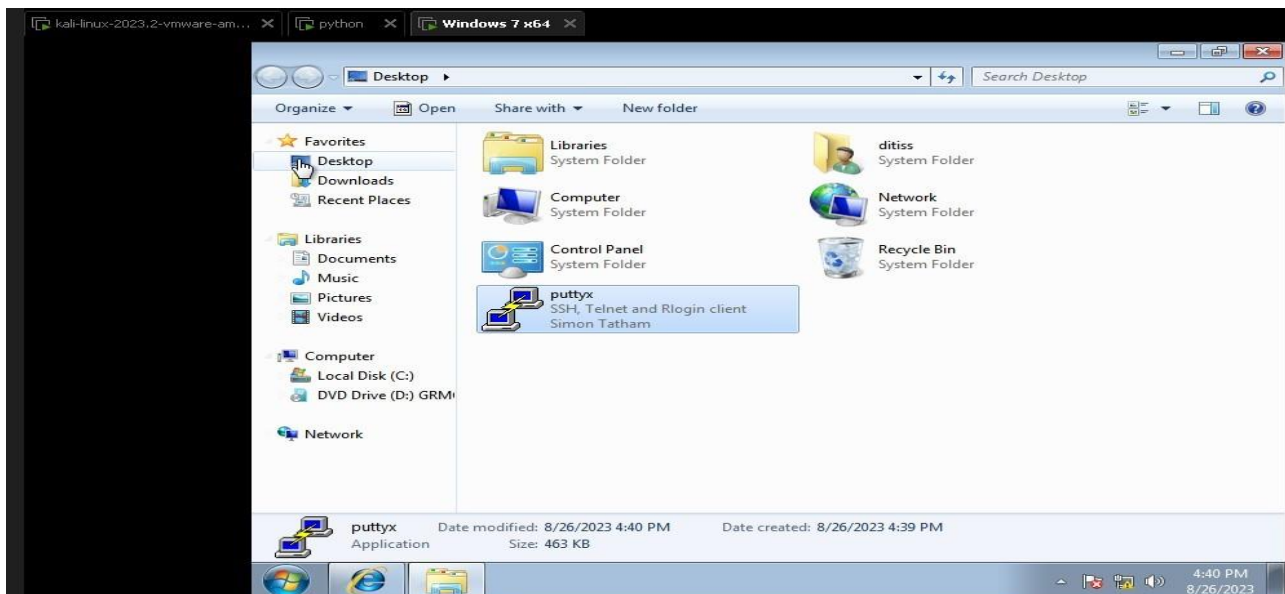 kali-linux-2023.2-vmware-am...
python
Windows 7 x64
Desktop
Search Desktop
Organize
Open
Share with
New folder
Favorites
Desktop
Downloads
Recent Places
Libraries
Documents
Music
Pictures
Videos
Computer
Local Disk (C:)
DVD Drive (D:) GRM
Network
Libraries
System Folder
ditiss
System Folder
Computer
System Folder
Network
System Folder
Control Panel
System Folder
Recycle Bin
System Folder
puttyx
SSH, Telnet and Rlogin client
Simon Tatham
puttyx Date modified: 8/26/2023 4:40 PM Date created: 8/26/2023 4:39 PM
Application Size: 463 KB
4:40 PM
8/26/2023